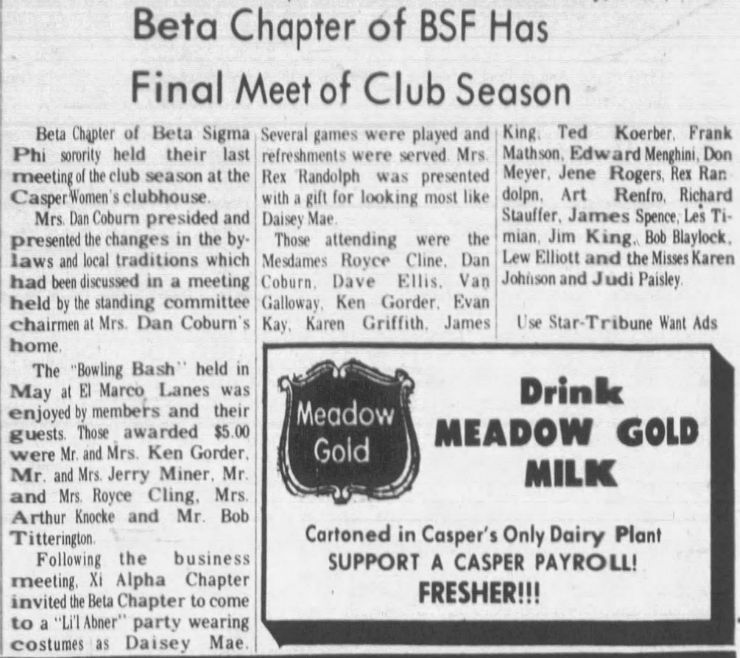 Beta Chapter of BSF Has
Final Meet of Club Season
Beta Chapter of Beta Sigma
Phi sorority held their last
meeting of the club season at the
Casper Women's clubhouse.
Mrs. Dan Coburn presided and
presented the changes in the by-
laws and local traditions which
had been discussed in a meeting
held by the standing committee
chairmen at Mrs. Dan Coburn's
home.
The "Bowling Bash" held in
May at El Marco Lanes was
enjoyed by members and their
guests. Those awarded $5.00
were Mr. and Mrs. Ken Gorder,
Mr. and Mrs. Jerry Miner, Mr.
and Mrs. Royce Cling, Mrs.
Arthur Knocke and Mr. Bob
Titterington.
Following the business
meeting, Xi Alpha Chapter
invited the Beta Chapter to come
to a "Li'l Abner" party wearing
costumes as Daisey Mae.
Several games were played and
refreshments were served. Mrs.
Rex Randolph was presented
with a gift for looking most like
Daisey Mae.
Those attending were the
Mesdames Royce Cline, Dan
Coburn, Dave Ellis, Van
Galloway, Ken Gorder, Evan
Kay, Karen Griffith, James
King, Ted Koerber, Frank
Mathson, Edward Menghini, Don
Meyer, Jene Rogers, Rex Ran
dolpn, Art Renfro, Richard
Stauffer, James Spence, Les Ti-
mian, Jim King, Bob Blaylock,
Lew Elliott and the Misses Karen
Johnson and Judi Paisley.
Use Star-Tribune Want Ads
Meadow
Gold
Drink
MEADOW GOLD
MILK
Cartoned in Casper's Only Dairy Plant
SUPPORT A CASPER PAYROLL!
FRESHER!!!